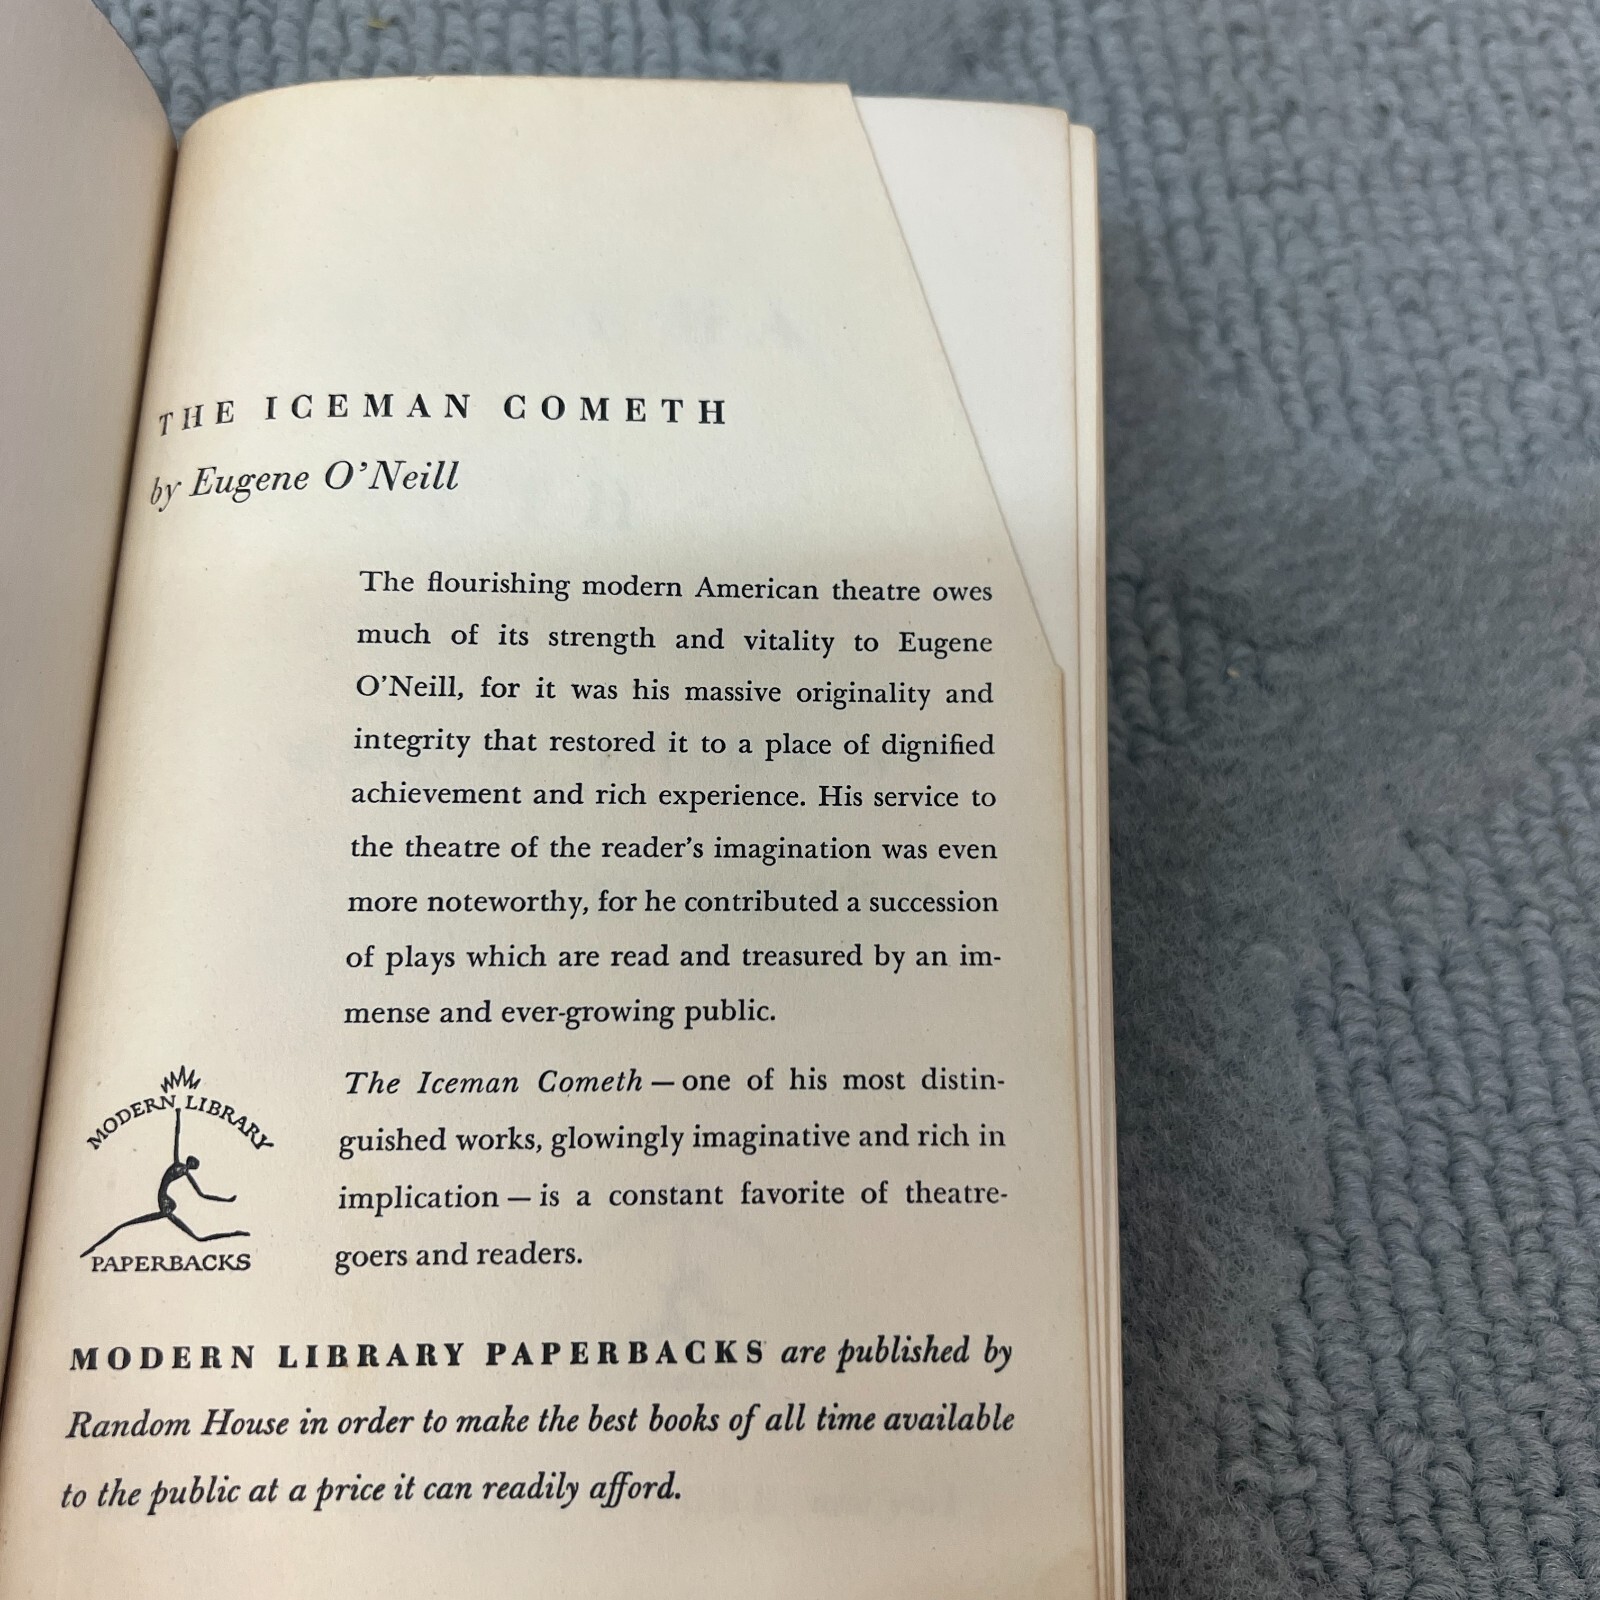 THE ICEMAN COMETH
by Eugene O'Neill
The flourishing modern American theatre owes
much of its strength and vitality to Eugene
O'Neill, for it was his massive originality and
integrity that restored it to a place of dignified
achievement and rich experience. His service to
the theatre of the reader's imagination was even
more noteworthy, for he contributed a succession
of plays which are read and treasured by an im-
mense and ever-growing public.
The Iceman Cometh — one of his most distin-
guished works, glowingly imaginative and rich in
implication — is a constant favorite of theatre-
goers and readers.
MODERN LIBRARY
PAPERBACKS
MODERN LIBRARY PAPERBACKS are published by
Random House in order to make the best books of all time available
to the public at a price it can readily afford.